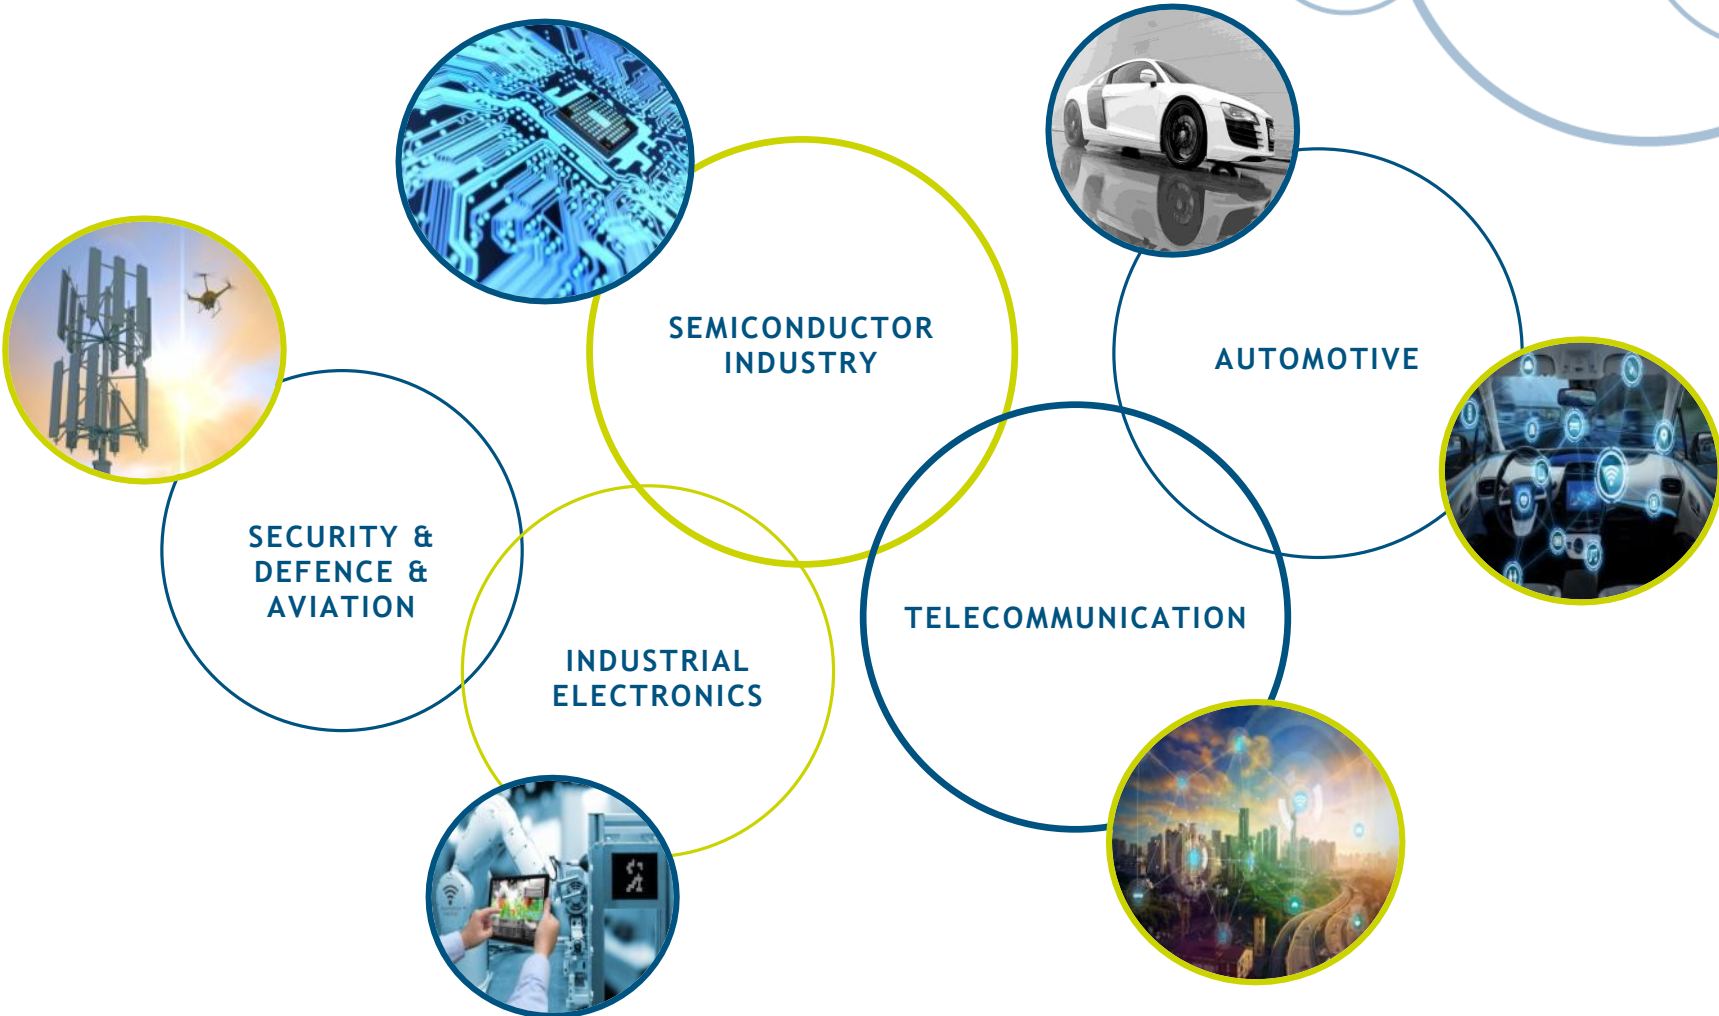 SEMICONDUCTOR
INDUSTRY
AUTOMOTIVE
SECURITY &
DEFENCE &
AVIATION
TELECOMMUNICATION
INDUSTRIAL
ELECTRONICS